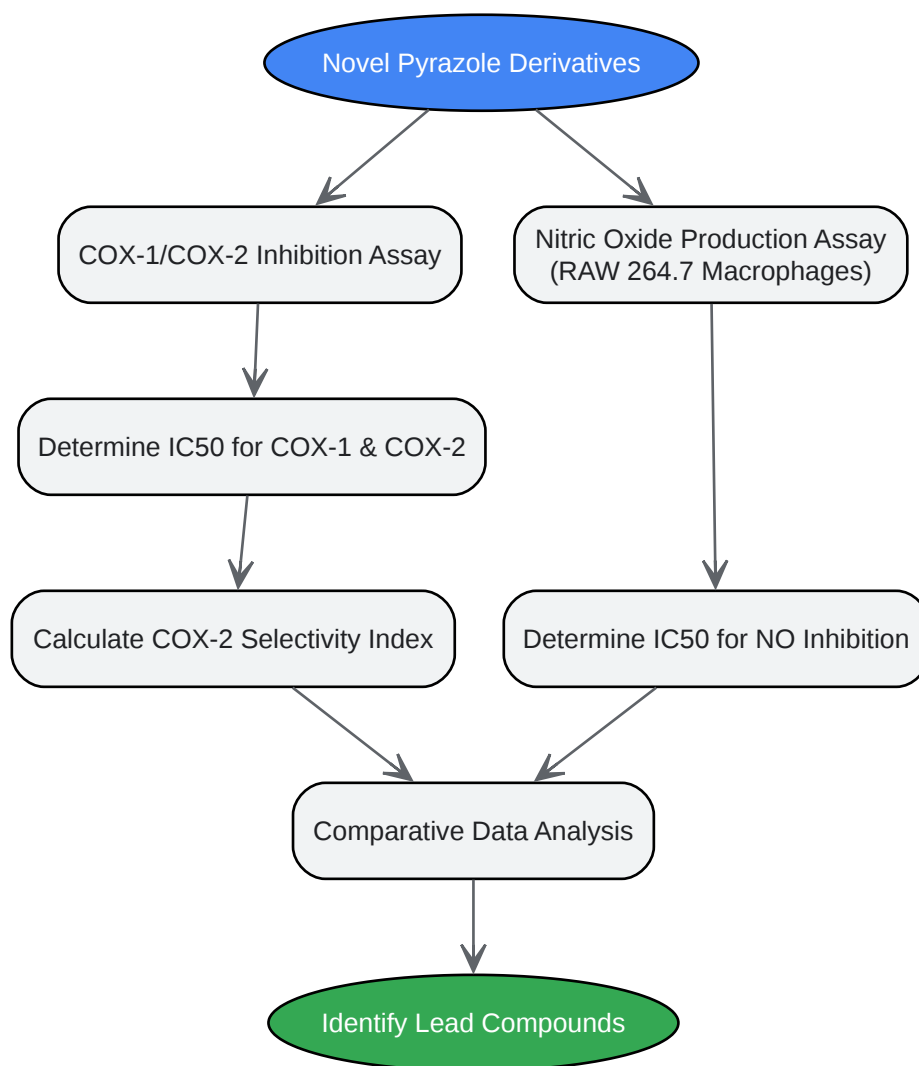 Novel Pyrazole Derivatives
COX-1/COX-2 Inhibition Assay
Nitric Oxide Production Assay
(RAW 264.7 Macrophages)
Determine IC50 for COX-1 & COX-2
Calculate COX-2 Selectivity Index
Determine IC50 for NO Inhibition
Comparative Data Analysis
Identify Lead Compounds